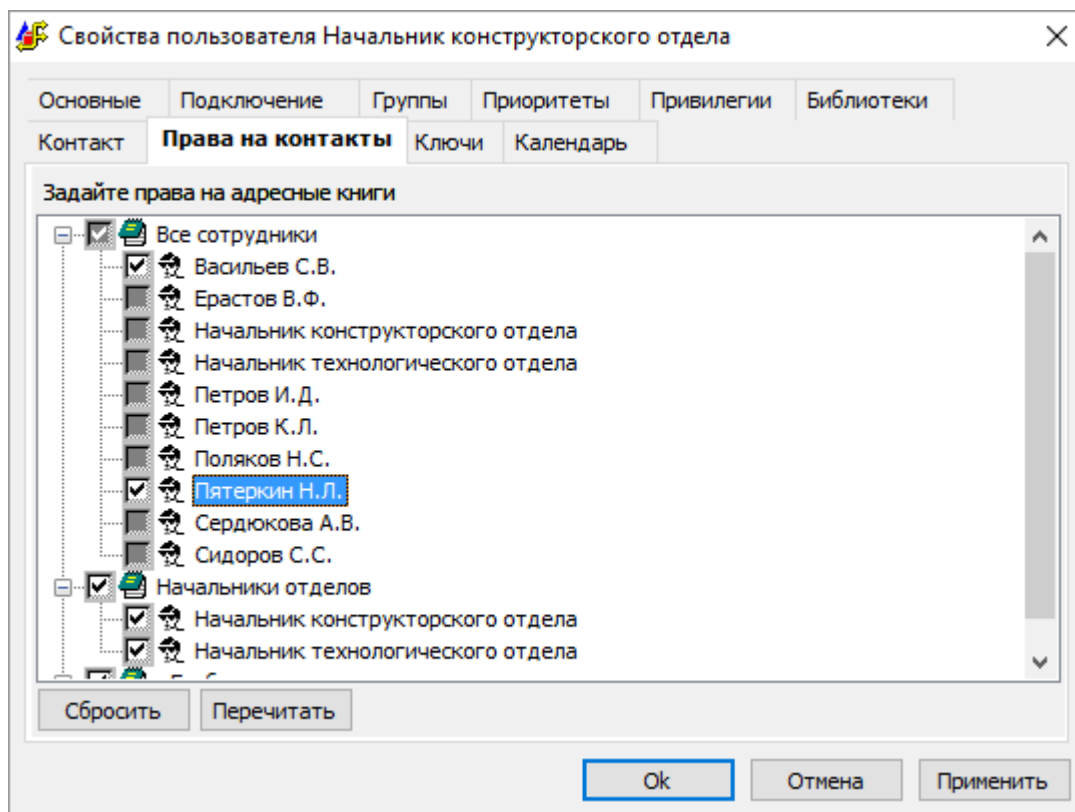 Свойства пользователя Начальник конструкторского отдела
Основные Подключение Группы Приоритеты Привилегии Библиотеки
Контакт Права на контакты Ключи Календарь
Задайте права на адресные книги
Все сотрудники
Васильев С.В.
Ерастов В.Ф.
Начальник конструкторского отдела
Начальник технологического отдела
Петров И.Д.
Петров К.Л.
Поляков Н.С.
Пятеркин Н.Л.
Сердюкова А.В.
Сидоров С.С.
Начальники отделов
Начальник конструкторского отдела
Начальник технологического отдела
Сбросить Перечитать
Ok Отмена Применить